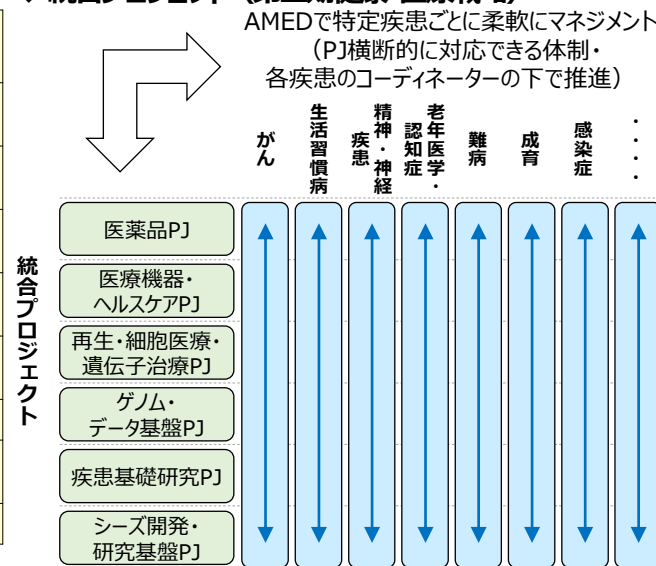 AMEDで特定疾患ごとに柔軟にマネジメント
(PJ横断的に対応できる体制・
各疾患のコーディネーターの下で推進)
がん
生活習慣病
精神・神経
疾患
老年医学・
認知症
難病
成育
感染症
・・・・
統合プロジェクト
医薬品PJ
医療機器・
ヘルスケアPJ
再生・細胞医療・
遺伝子治療PJ
ゲノム・
データ基盤PJ
疾患基礎研究PJ
シーズ開発・
研究基盤PJ